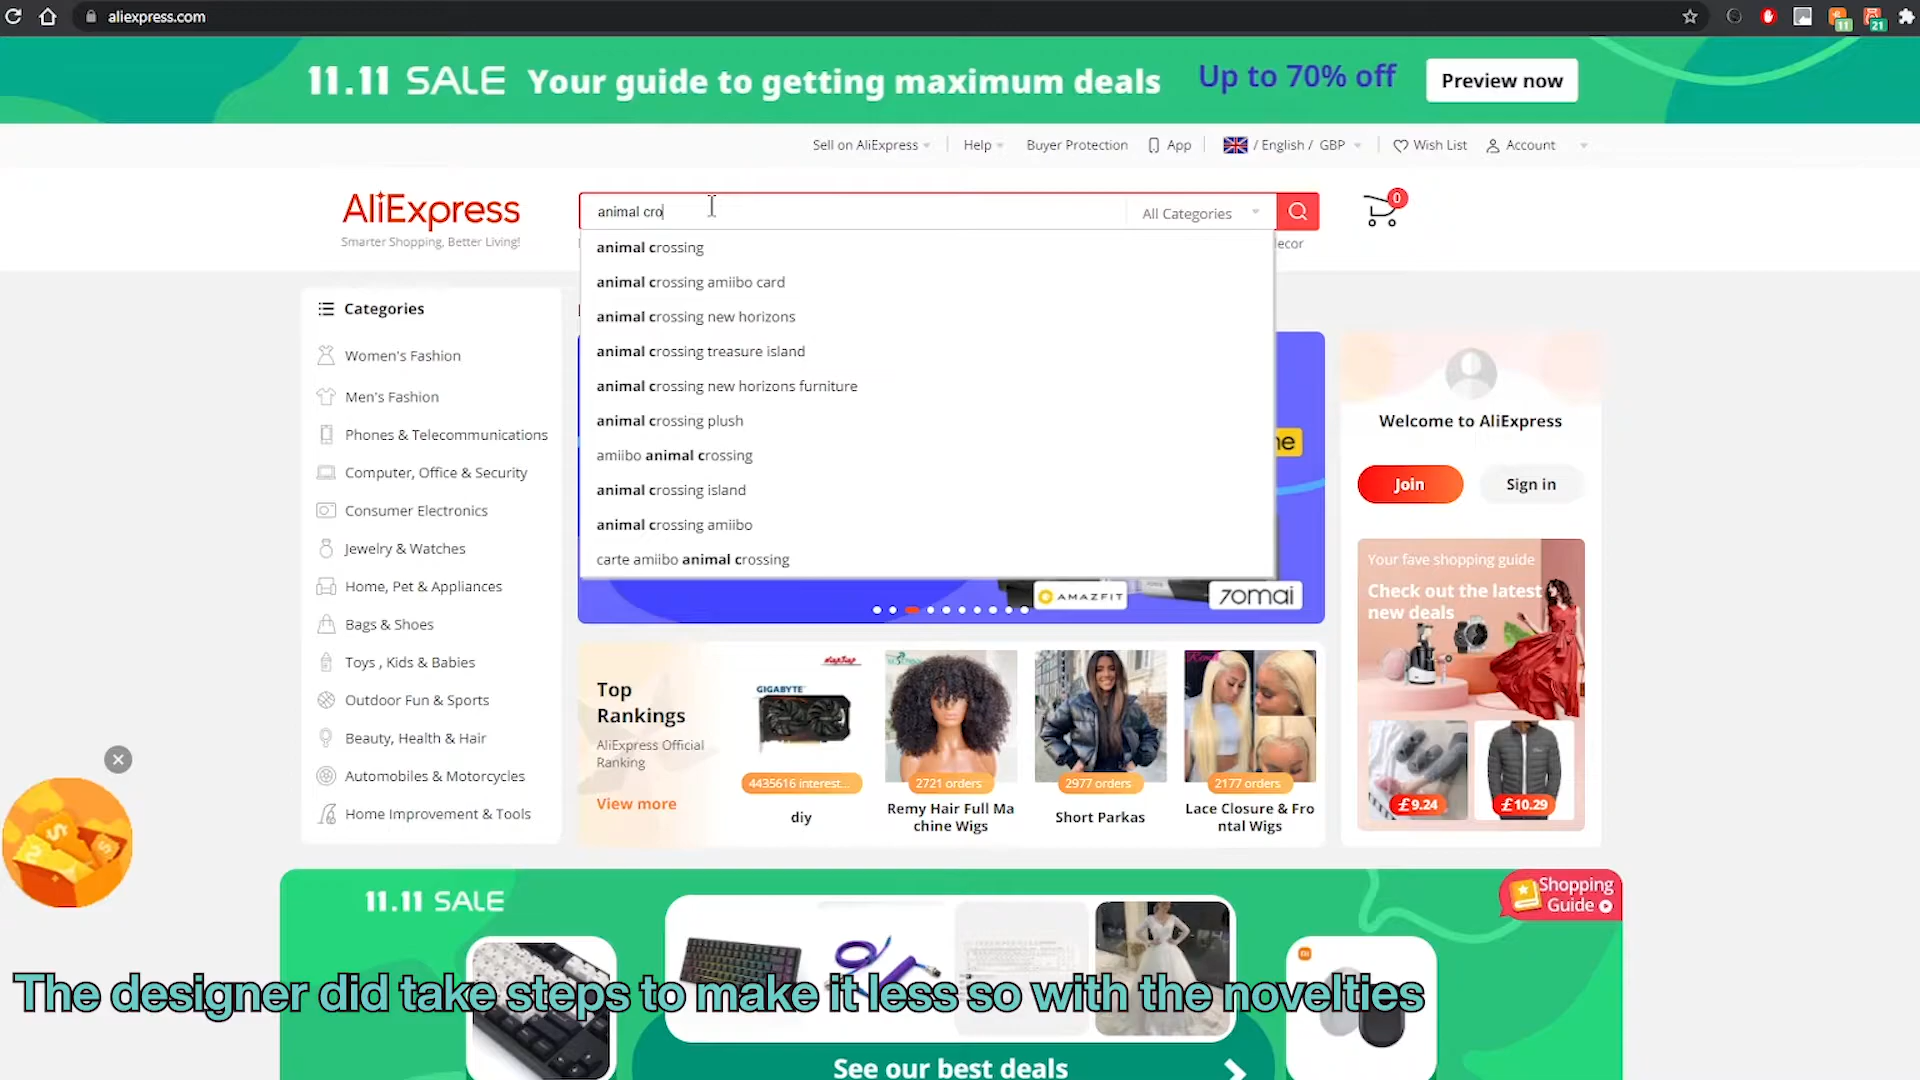 aliexpress.com
11
21
11.11 SALE Your guide to getting maximum deals Up to 70% off Preview now
Sell on AliExpress Help Buyer Protection App / English / GBP Wish List Account
AliExpress
Smarter Shopping, Better Living!
animal cro
All Categories
0
ecor
animal crossing
animal crossing amiibo card
animal crossing new horizons
animal crossing treasure island
animal crossing new horizons furniture
animal crossing plush
amiibo animal crossing
animal crossing island
animal crossing amiibo
carte amiibo animal crossing
Categories
Women's Fashion
Men's Fashion
Phones & Telecommunications
Computer, Office & Security
Consumer Electronics
Jewelry & Watches
Home, Pet & Appliances
Bags & Shoes
Toys , Kids & Babies
Outdoor Fun & Sports
Beauty, Health & Hair
Automobiles & Motorcycles
Home Improvement & Tools
ne
AMAZFIT
70mai
Welcome to AliExpress
Join
Sign in
Your fave shopping guide
Check out the latest
new deals
£9.24
£10.29
Top
Rankings
AliExpress Official
Ranking
View more
GIGABYTE
4435616 interest...
diy
2721 orders
Remy Hair Full Ma
chine Wigs
2977 orders
Short Parkas
2177 orders
Lace Closure & Fro
ntal Wigs
11.11 SALE
Shopping
Guide
The designer did take steps to make it less so with the novelties
See our best deals